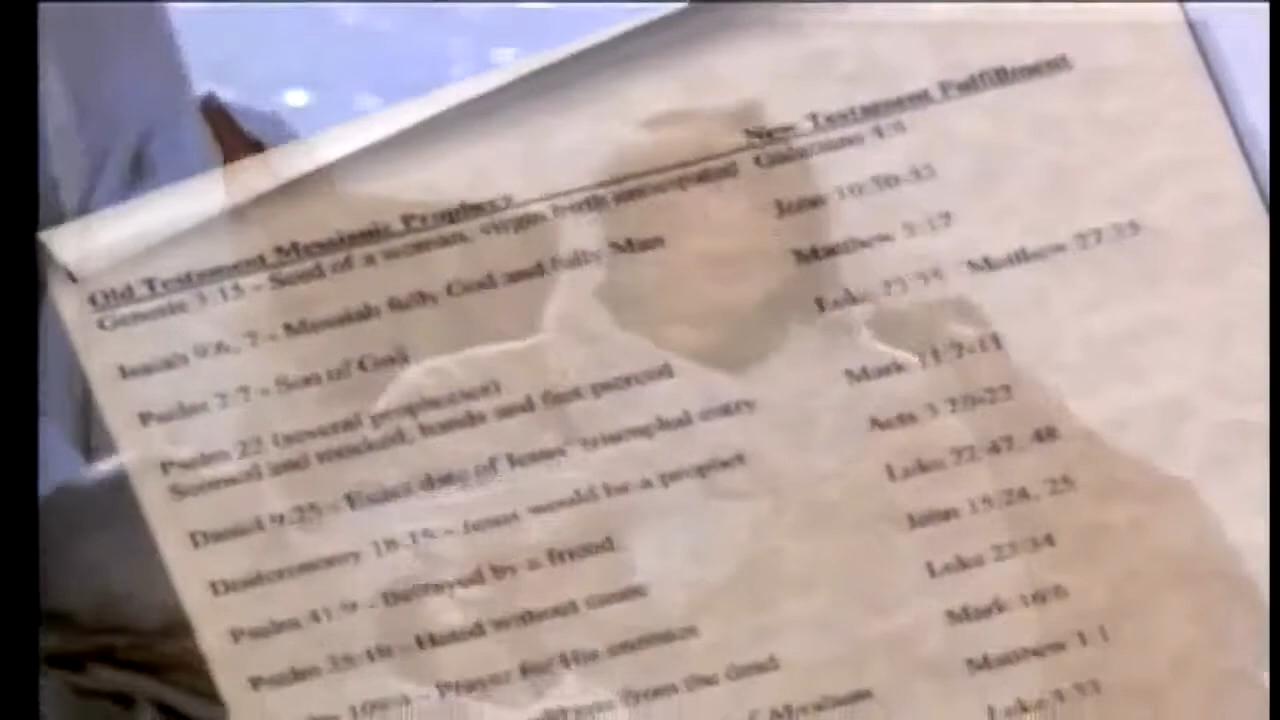 Old Testament Messianic Prophecy New Testament Fulfillment
Genesis 3:15 - Seed of a woman, virgin birth Galatians 4:4
Isaiah 9:6, 7 - Messiah fully God and fully Man John 10:30-33
Psalm 2:7 - Son of God Matthew 3:17
Psalm 22 (several prophecies) Luke 23:34 Matthew 27:35
Sneered and mocked, hands and feet pierced
Daniel 9:25 - Exact date of Jesus' triumphal entry Mark 11:7-11
Deuteronomy 18:15 - Jesus would be a prophet Acts 3:20-22
Psalm 41:9 - Betrayed by a friend Luke 22:47, 48
Psalm - Hated without cause John 15:24, 25
- Prayer for His enemies Luke 23:34
from the dead Mark 16:6
of Abraham Matthew 1:1
Luke